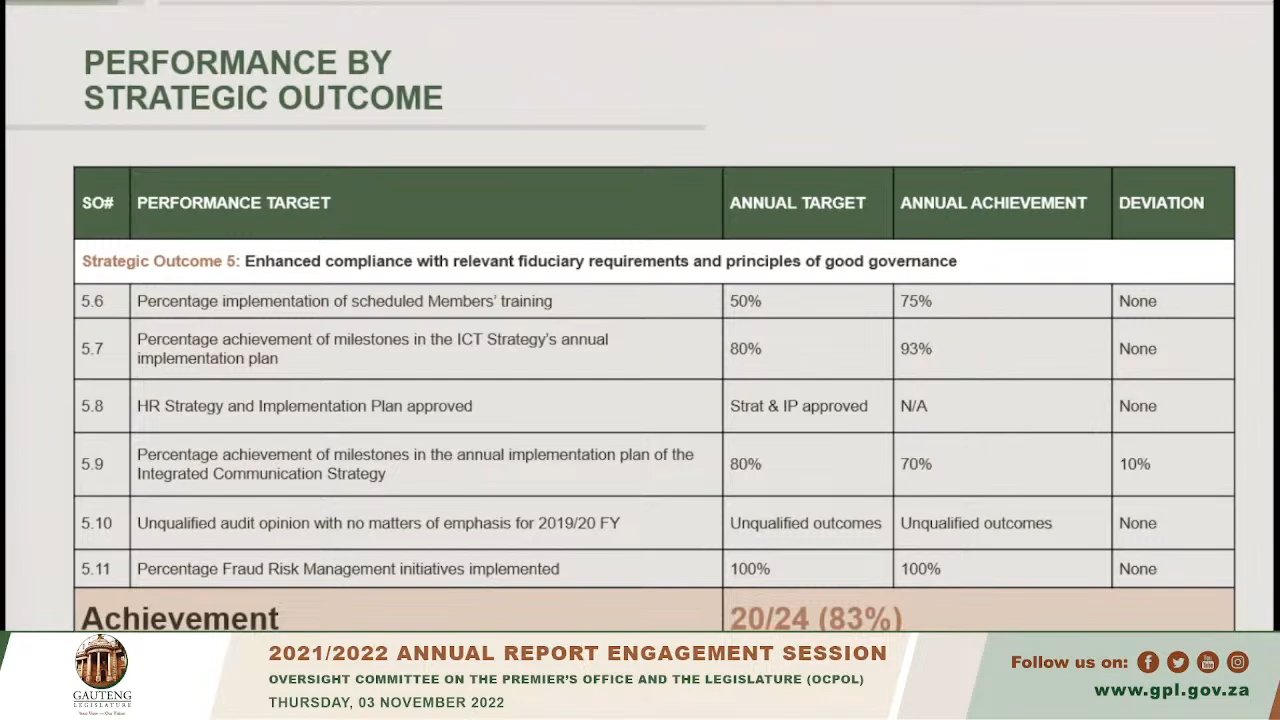 PERFORMANCE BY
STRATEGIC OUTCOME
SO# PERFORMANCE TARGET ANNUAL TARGET ANNUAL ACHIEVEMENT DEVIATION
Strategic Outcome 5: Enhanced compliance with relevant fiduciary requirements and principles of good governance
5.6 Percentage implementation of scheduled Members' training 50% 75% None
5.7 Percentage achievement of milestones in the ICT Strategy's annual
implementation plan 80% 93% None
5.8 HR Strategy and Implementation Plan approved Strat & IP approved N/A None
5.9 Percentage achievement of milestones in the annual implementation plan of the
Integrated Communication Strategy 80% 70% 10%
5.10 Unqualified audit opinion with no matters of emphasis for 2019/20 FY Unqualified outcomes Unqualified outcomes None
5.11 Percentage Fraud Risk Management initiatives implemented 100% 100% None
Achievement 20/24 (83%)
GAUTENG
LEGISLATURE
Your View — Our Vision
2021/2022 ANNUAL REPORT ENGAGEMENT SESSION
OVERSIGHT COMMITTEE ON THE PREMIER'S OFFICE AND THE LEGISLATURE (OCPOL)
THURSDAY, 03 NOVEMBER 2022
Follow us on:
www.gpl.gov.za